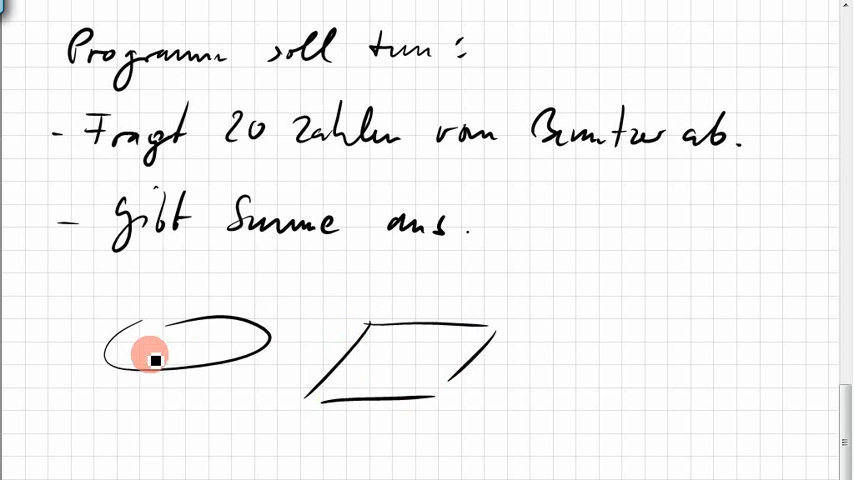 Programm soll tun:
- Fragt 20 Zahlen vom Benutzer ab.
- Gibt Summe aus.